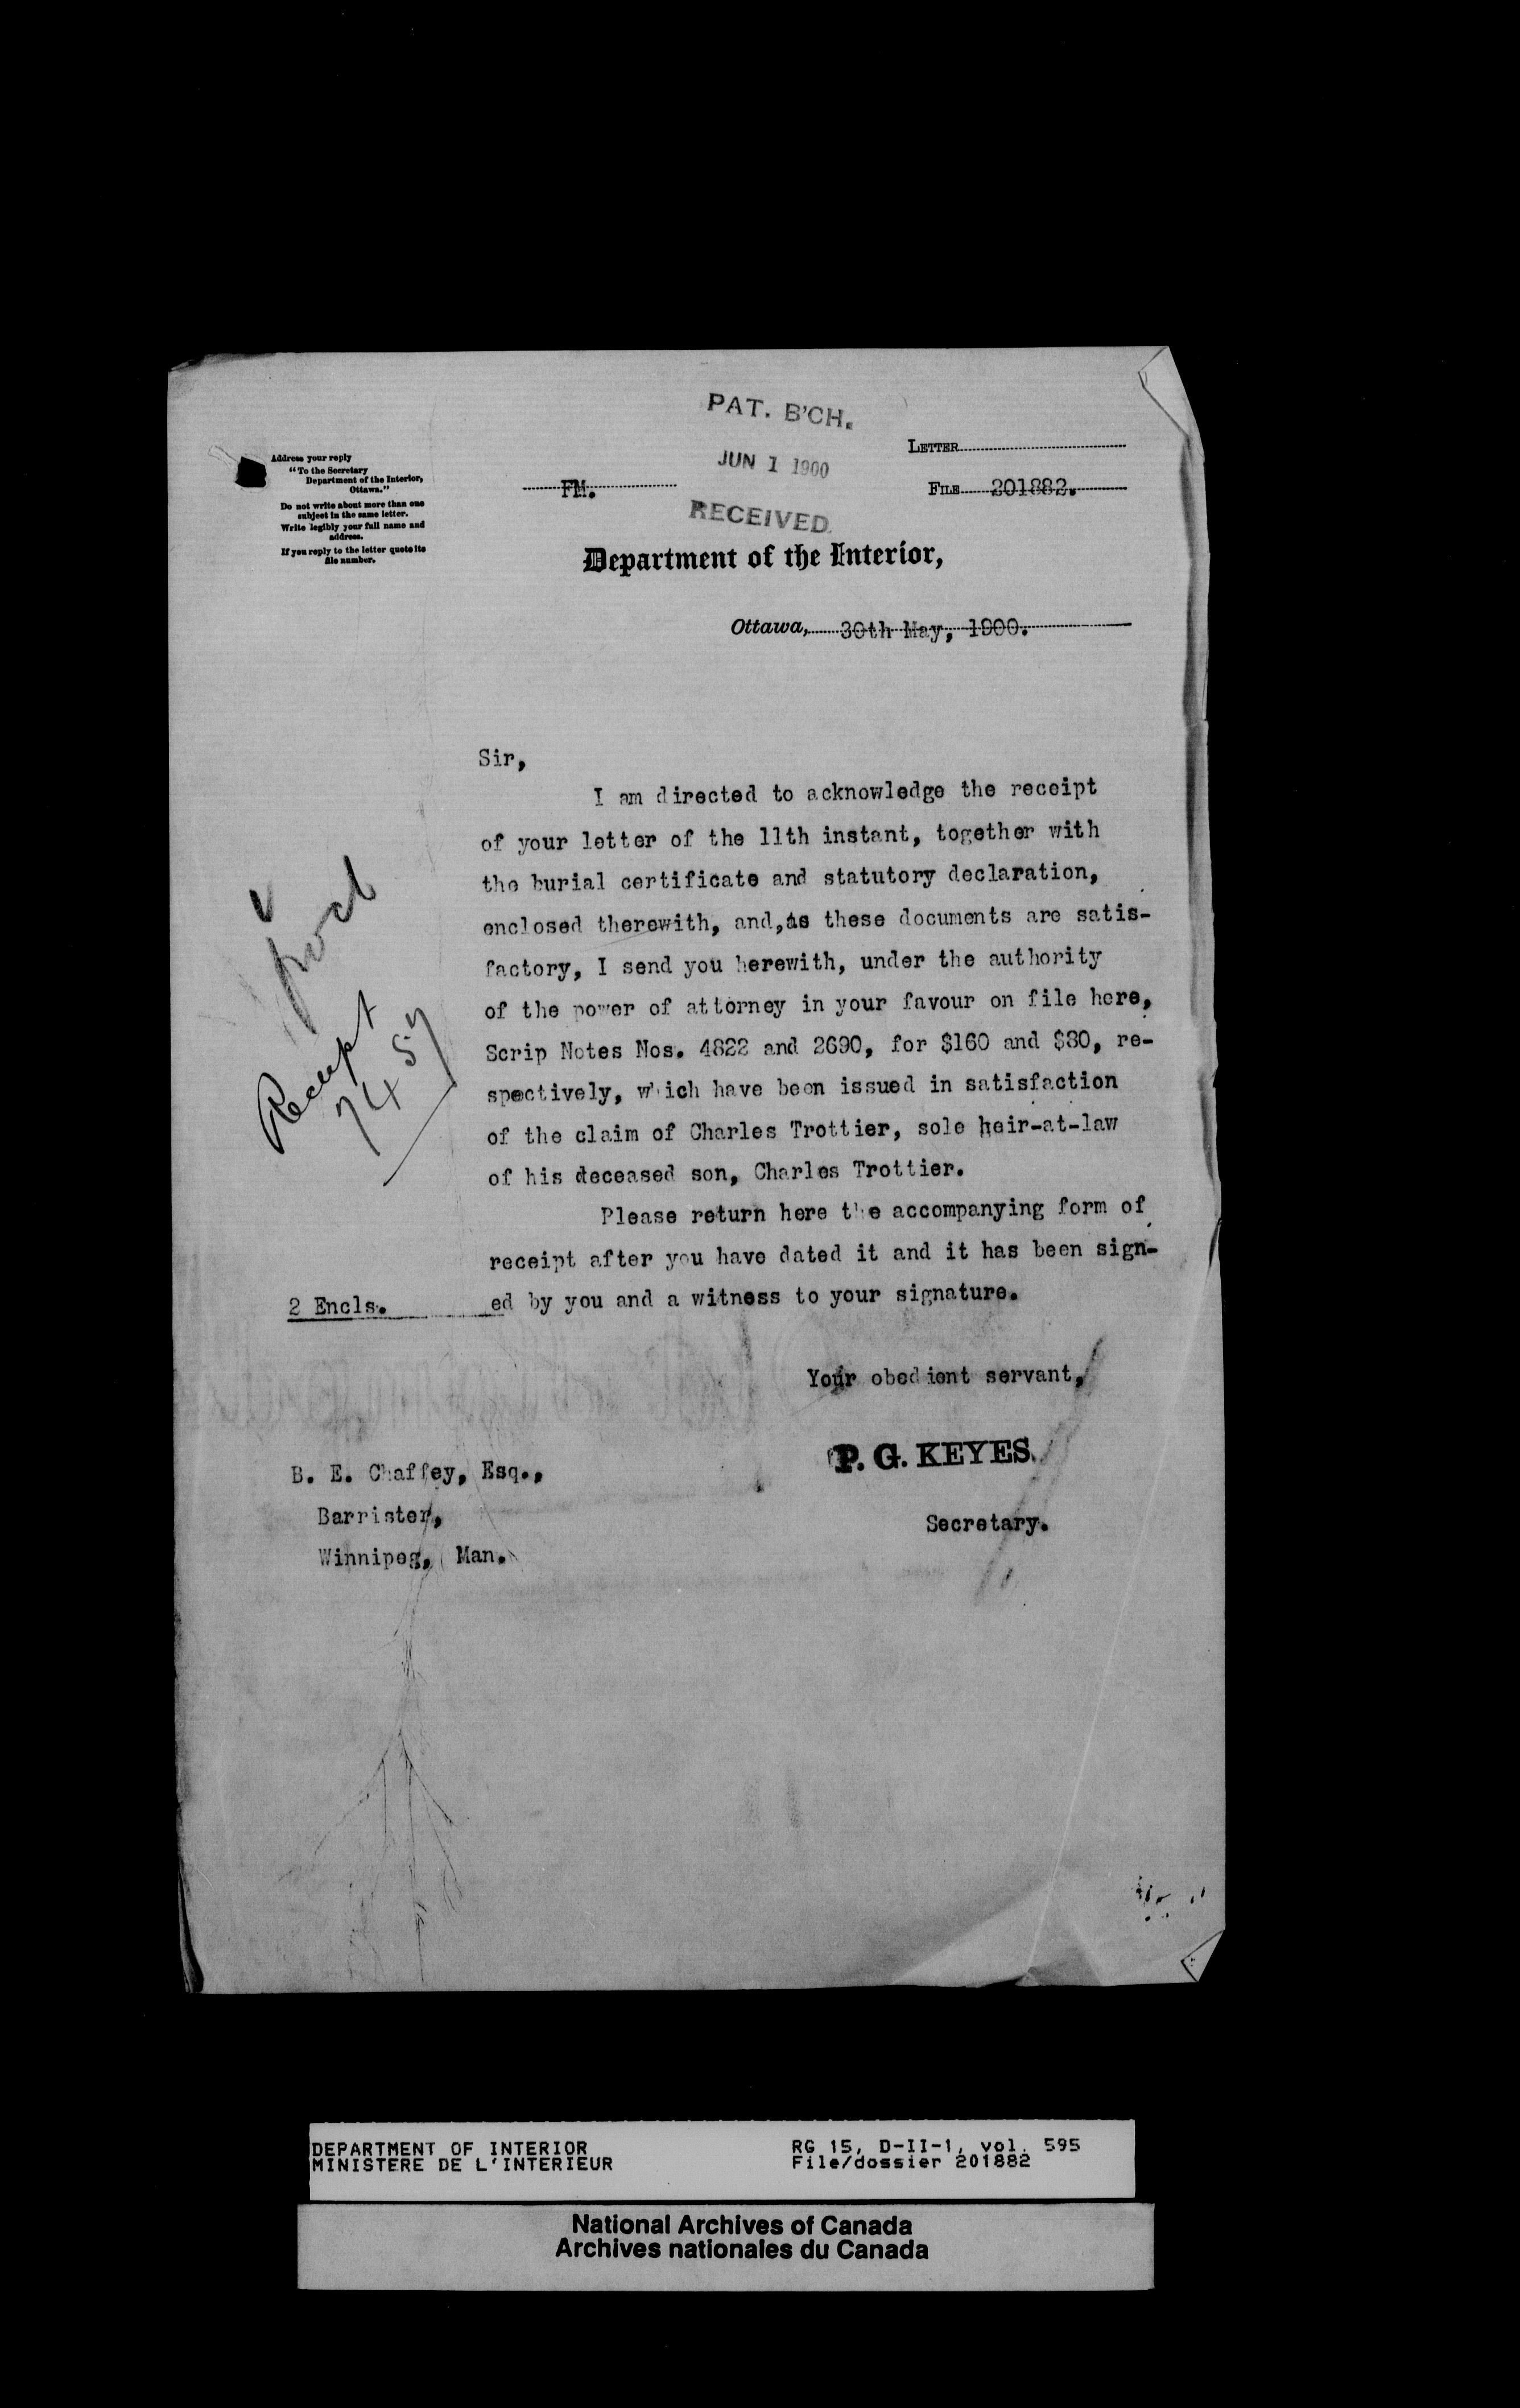 PAT. B'CH.
JUN 1 1900
RECEIVED
LETTER
FILE 201882.
FM.
Address your reply
"To the Secretary
Department of the Interior,
Ottawa."
Do not write about more than one
subject in the same letter.
Write legibly your full name and
address.
If you reply to the letter quote its
file number.
Department of the Interior,
Ottawa, 30th May, 1900.
Sir,
I am directed to acknowledge the receipt
of your letter of the 11th instant, together with
the burial certificate and statutory declaration,
enclosed therewith, and,as these documents are satis-
factory, I send you herewith, under the authority
of the power of attorney in your favour on file here,
Scrip Notes Nos. 4822 and 2690, for $160 and $80, re-
spectively, which have been issued in satisfaction
of the claim of Charles Trottier, sole heir-at-law
of his deceased son, Charles Trottier.
Please return here the accompanying form of
receipt after you have dated it and it has been sign-
ed by you and a witness to your signature.
2 Encls.
Receipt
7457
Your obedient servant,
P. G. KEYES.
Secretary.
B. E. Chaffey, Esq.,
Barrister,
Winnipeg, Man.
DEPARTMENT OF INTERIOR
MINISTERE DE L'INTERIEUR
RG 15, D-II-1, vol. 595
File/dossier 201882
National Archives of Canada
Archives nationales du Canada